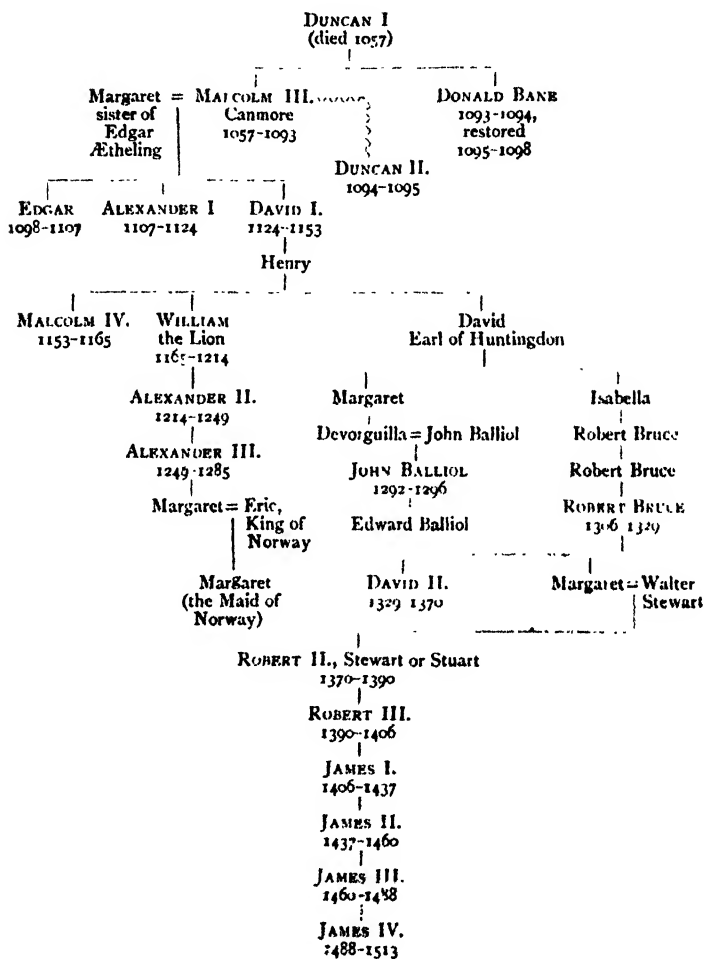 DUNCAN I
(died 1057)
Margaret = MALCOLM III.
sister of Canmore
Edgar 1057-1093
Ætheling
DONALD BANE
1093-1094,
restored
1095-1098
DUNCAN II.
1094-1095
EDGAR
1098-1107
ALEXANDER I
1107-1124
DAVID I.
1124-1153
Henry
MALCOLM IV.
1153-1165
WILLIAM
the Lion
1165-1214
David
Earl of Huntingdon
ALEXANDER II.
1214-1249
Margaret
Isabella
ALEXANDER III.
1249-1285
Devorguilla = John Balliol
Robert Bruce
JOHN BALLIOL
1292-1296
Robert Bruce
Margaret = Eric,
King of
Norway
Edward Balliol
ROBERT BRUCE
1306 1329
Margaret
(the Maid of
Norway)
DAVID II.
1329 1370
Margaret = Walter
Stewart
ROBERT II., Stewart or Stuart
1370-1390
ROBERT III.
1390-1406
JAMES I.
1406-1437
JAMES II.
1437-1460
JAMES III.
1460-1488
JAMES IV.
1488-1513